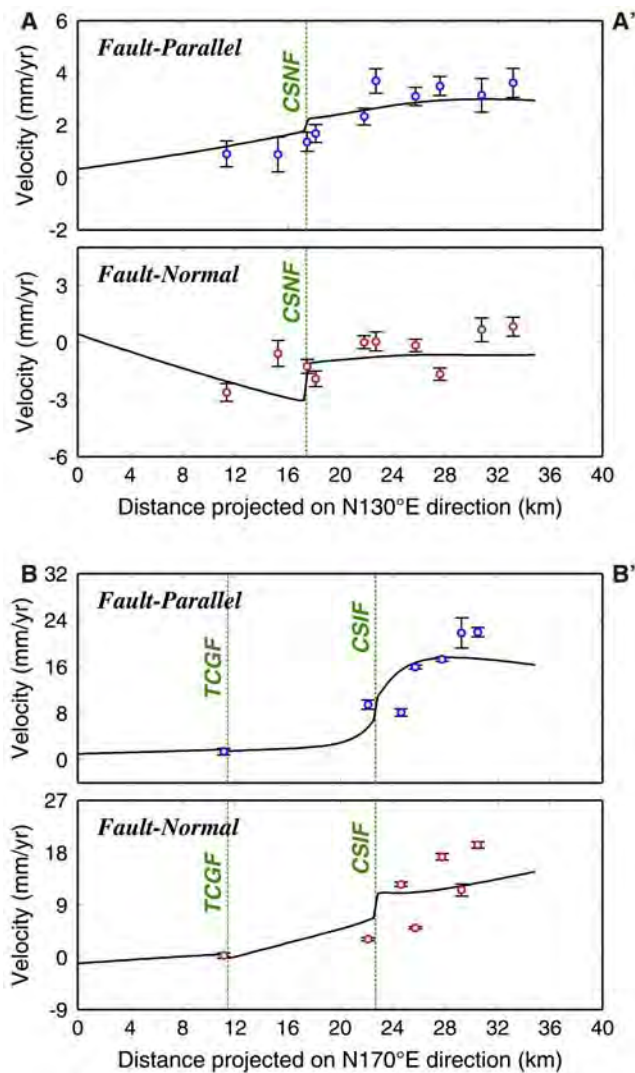 A A'
Fault-Parallel
CSNF
Velocity (mm/yr)
6
4
2
0
-2
Fault-Normal
CSNF
Velocity (mm/yr)
3
0
-3
-6
0 4 8 12 16 20 24 28 32 36 40
Distance projected on N130°E direction (km)
B B'
Fault-Parallel
TCGF
CSIF
Velocity (mm/yr)
32
24
16
8
0
Fault-Normal
TCGF
CSIF
Velocity (mm/yr)
27
18
9
0
-9
0 4 8 12 16 20 24 28 32 36 40
Distance projected on N170°E direction (km)